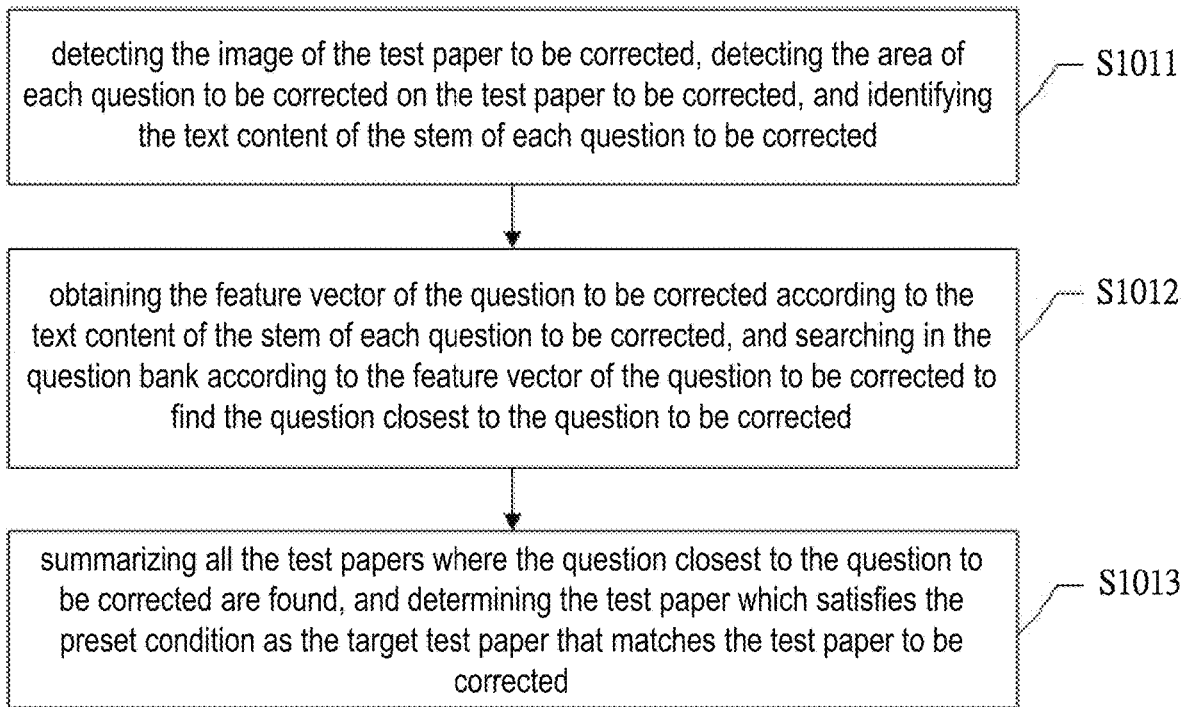 detecting the image of the test paper to be corrected, detecting the area of
each question to be corrected on the test paper to be corrected, and identifying
the text content of the stem of each question to be corrected
S1011
obtaining the feature vector of the question to be corrected according to the
text content of the stem of each question to be corrected, and searching in the
question bank according to the feature vector of the question to be corrected to
find the question closest to the question to be corrected
S1012
summarizing all the test papers where the question closest to the question to
be corrected are found, and determining the test paper which satisfies the
preset condition as the target test paper that matches the test paper to be
corrected
S1013